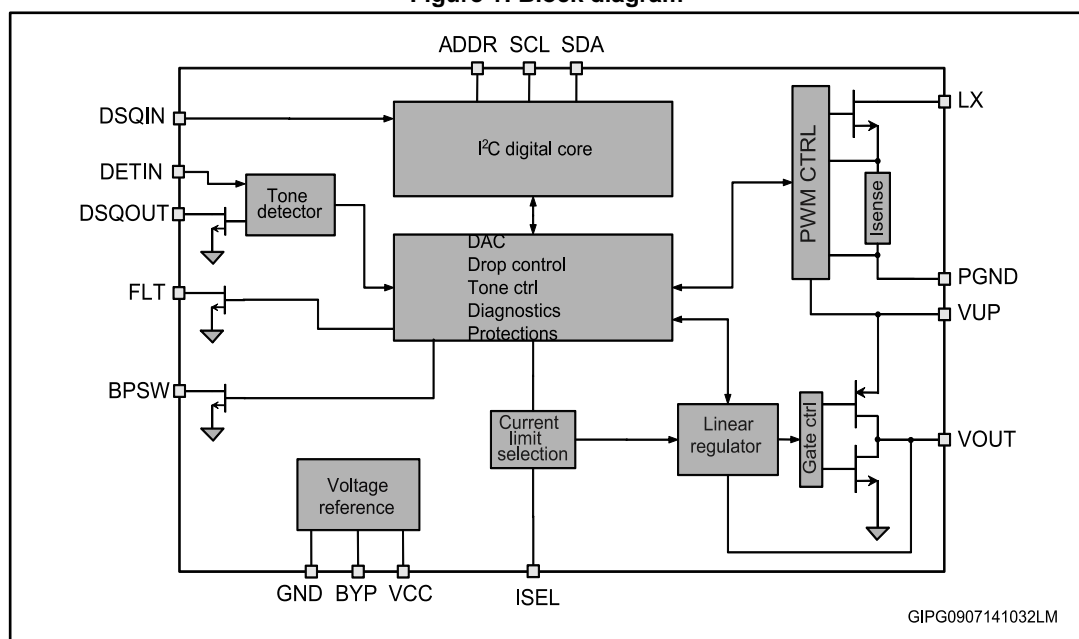 Figure 1. Block diagram
ADDR SCL SDA
DSQIN
LX
I²C digital core
DETIN
Tone
detector
PWM CTRL
Isense
DSQOUT
DAC
Drop control
Tone ctrl
Diagnostics
Protections
FLT
PGND
VUP
BPSW
Current
limit
selection
Linear
regulator
Gate ctrl
VOUT
Voltage
reference
GND BYP VCC
ISEL
GIPG0907141032LM